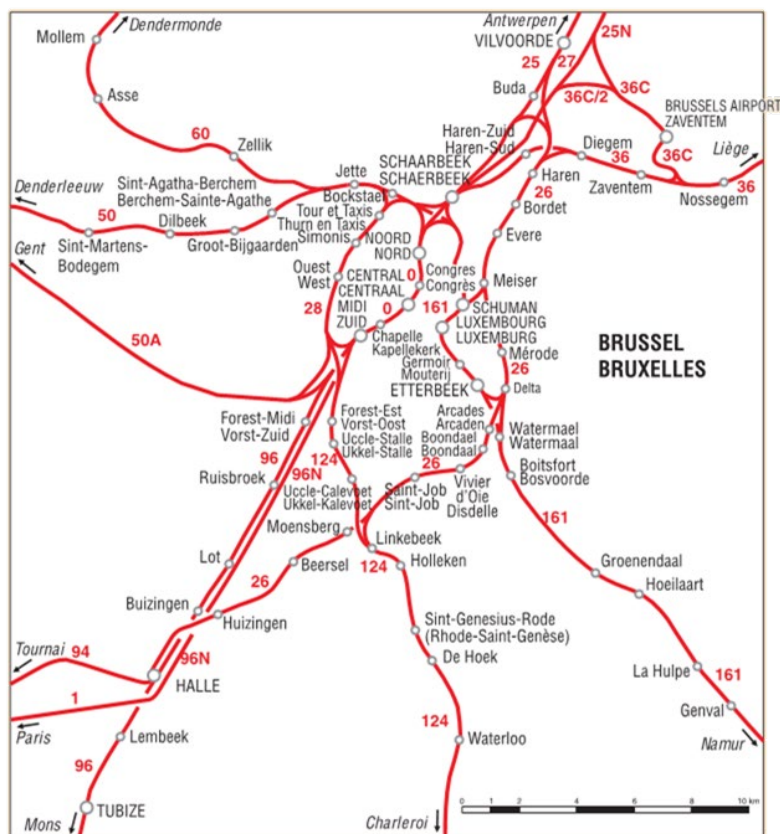 Antwerpen
Dendermonde
VILVOORDE
25N
Mollem
25
27
Buda
36C
36C/2
BRUSSELS AIRPORT
ZAVENTEM
Asse
60
Haren-Zuid
Haren-Sud
Diegem
36C
Liège
Zellik
36
SCHAARBEEK
SCHAERBEEK
Jette
Haren
Zaventem
36
Nossegem
Denderleeuw
Sint-Agatha-Berchem
Berchem-Sainte-Agathe
Bockstael
26
Tour et Taxis
Thurn en Taxis
Bordet
50
Dilbeek
Groot-Bijgaarden
Simonis
NOORD
NORD
Evere
Sint-Martens-
Bodegem
Gent
Ouest
West
CENTRAL
CENTRAAL
0
Congres
Congrès
Meiser
28
MIDI
ZUID
0
161
SCHUMAN
LUXEMBOURG
LUXEMBURG
50A
Chapelle
Kapellekerk
BRUSSEL
BRUXELLES
Germoir
Mouterij
Mérode
26
ETTERBEEK
Delta
Forest-Midi
Vorst-Zuid
Forest-Est
Vorst-Oost
Arcades
Arcaden
Watermael
Watermaal
Uccle-Stalle
Ukkel-Stalle
Boondael
Boondaal
96
96N
124
26
Ruisbroek
Boitsfort
Bosvoorde
Uccle-Calevoet
Ukkel-Kalevoet
Saint-Job
Sint-Job
Vivier
d'Oie
Disdelle
161
Moensberg
Linkebeek
Lot
124
Holleken
Beersel
Groenendaal
26
Hoeilaart
Buizingen
Huizingen
Sint-Genesius-Rode
(Rhode-Saint-Genèse)
Tournai
94
96N
De Hoek
HALLE
La Hulpe
161
1
Paris
Genval
124
Lembeek
Waterloo
Namur
96
TUBIZE
0 1 2 4 6 8 10 km
Mons
Charleroi